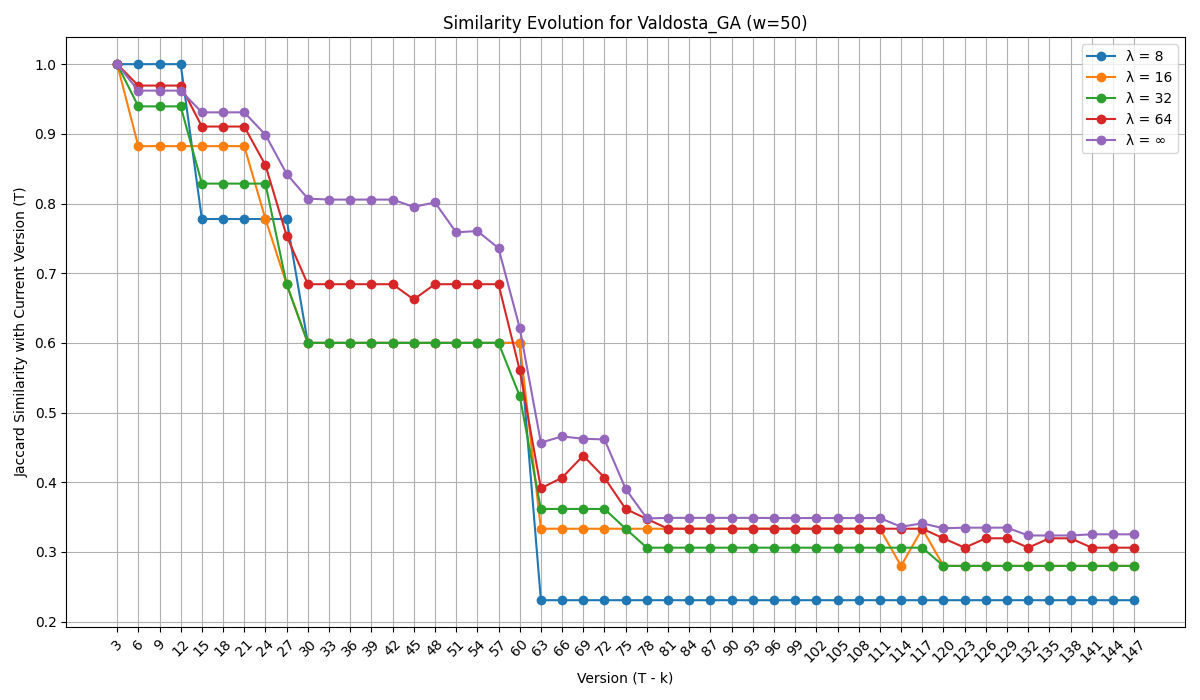 Similarity Evolution for Valdosta_GA (w=50)
Jaccard Similarity with Current Version (T)
1.0
0.9
0.8
0.7
0.6
0.5
0.4
0.3
0.2
λ = 8
λ = 16
λ = 32
λ = 64
λ = ∞
3 6 9 12 15 18 21 24 27 30 33 36 39 42 45 48 51 54 57 60 63 66 69 72 75 78 81 84 87 90 93 96 99 102 105 108 111 114 117 120 123 126 129 132 135 138 141 144 147
Version (T - k)